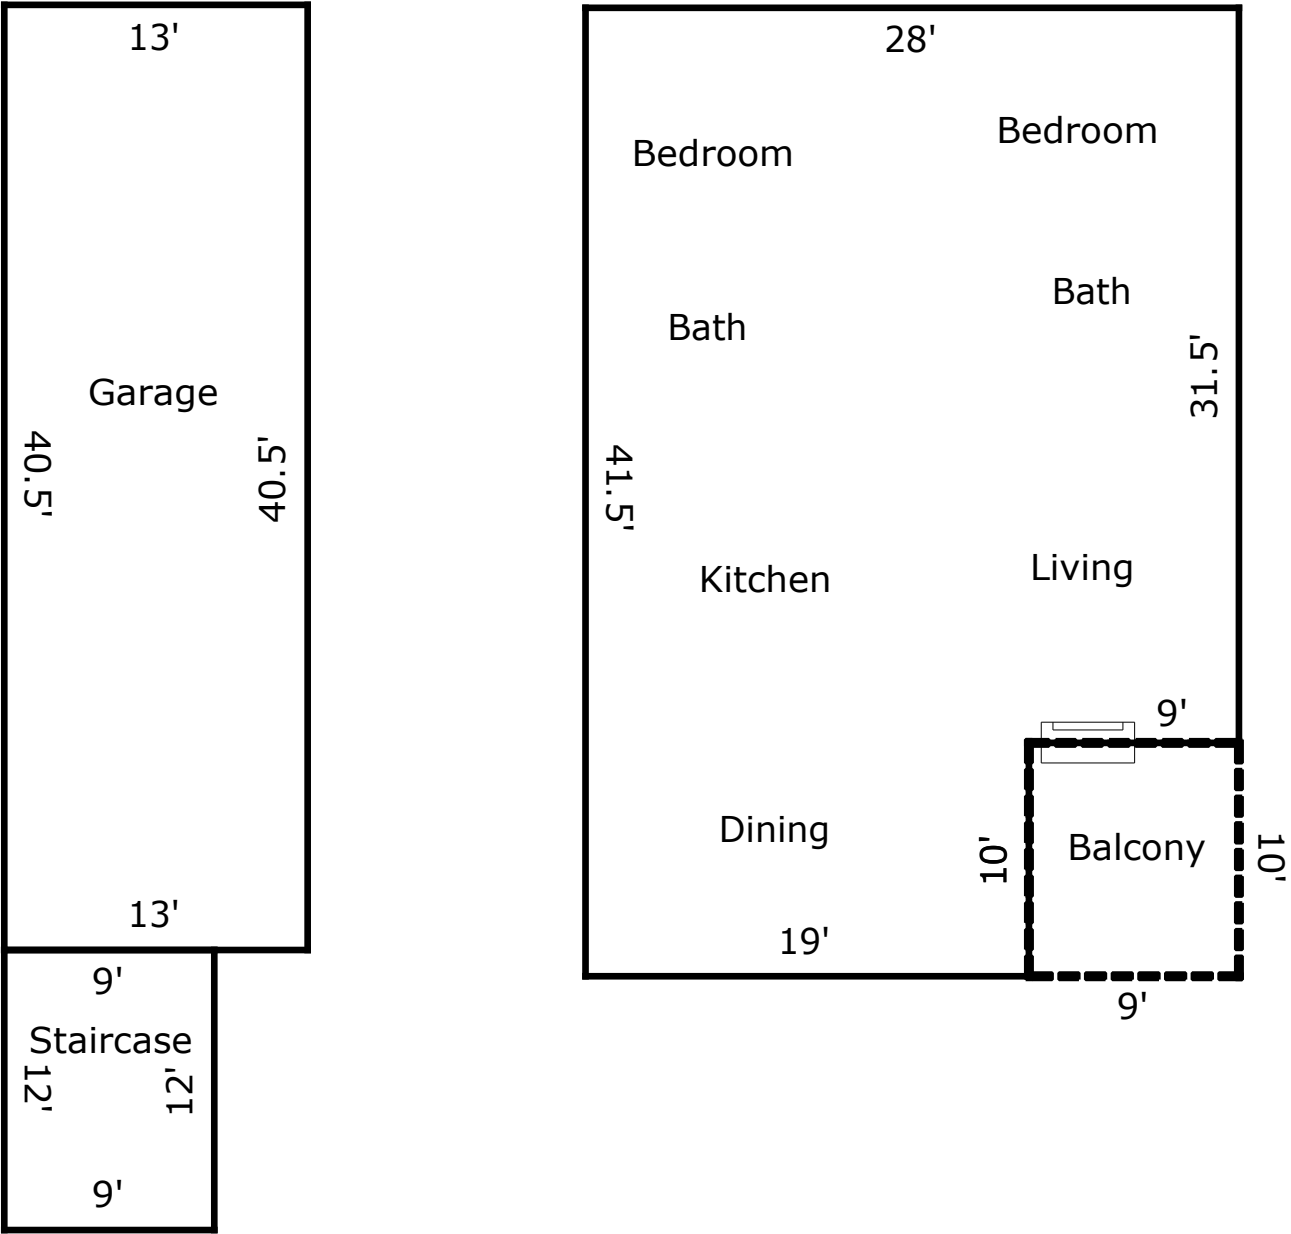 13'
Garage
40.5'
40.5'
13'
9'
Staircase
12'
12'
9'
28'
Bedroom
Bedroom
Bath
Bath
31.5'
41.5'
Kitchen
Living
9'
Dining
10'
Balcony
10'
19'
9'